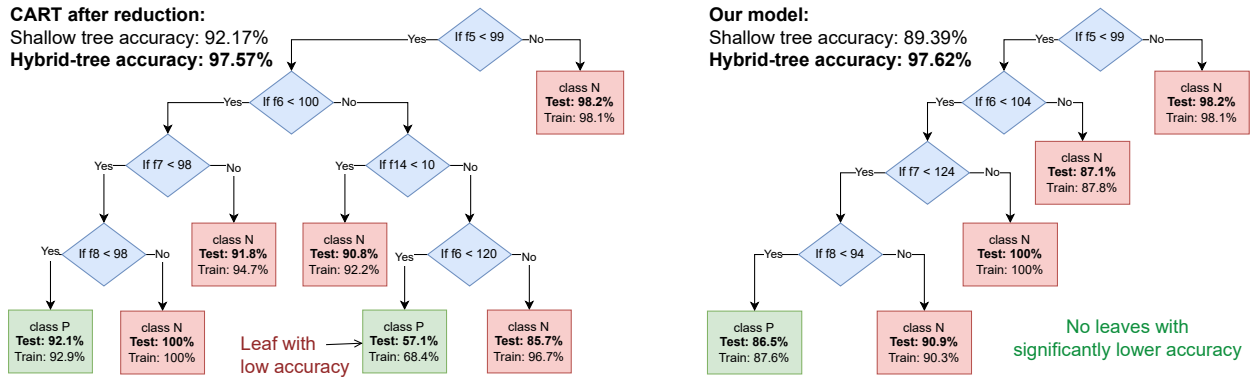 CART after reduction:
Shallow tree accuracy: 92.17%
Hybrid-tree accuracy: 97.57%
If f5 < 99
Yes
No
class N
Test: 98.2%
Train: 98.1%
If f6 < 100
Yes
No
If f7 < 98
Yes
No
If f14 < 10
Yes
No
If f8 < 98
Yes
No
class N
Test: 91.8%
Train: 94.7%
class N
Test: 90.8%
Train: 92.2%
If f6 < 120
Yes
No
class P
Test: 92.1%
Train: 92.9%
class N
Test: 100%
Train: 100%
Leaf with
low accuracy
class P
Test: 57.1%
Train: 68.4%
class N
Test: 85.7%
Train: 96.7%
Our model:
Shallow tree accuracy: 89.39%
Hybrid-tree accuracy: 97.62%
If f5 < 99
Yes
No
class N
Test: 98.2%
Train: 98.1%
If f6 < 104
Yes
No
class N
Test: 87.1%
Train: 87.8%
If f7 < 124
Yes
No
class N
Test: 100%
Train: 100%
If f8 < 94
Yes
No
class P
Test: 86.5%
Train: 87.6%
class N
Test: 90.9%
Train: 90.3%
No leaves with
significantly lower accuracy